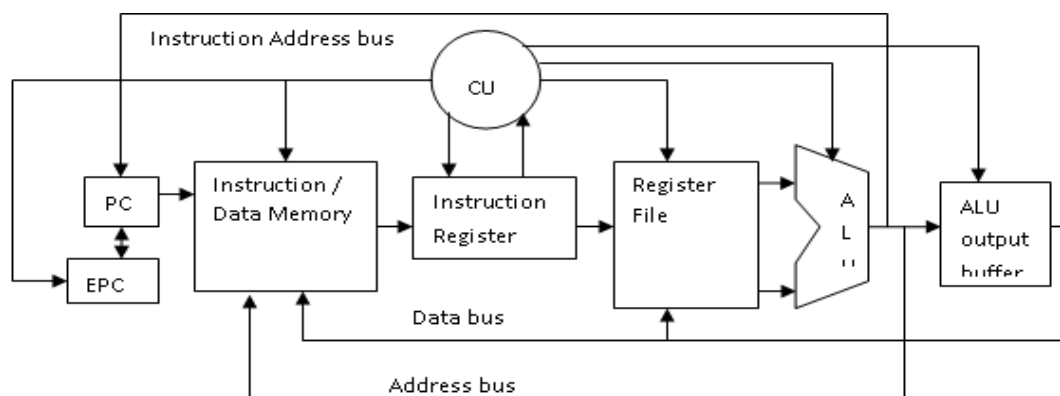 Instruction Address bus
CU
PC
Instruction /
Data Memory
Instruction
Register
Register
File
A
L
ALU
output
buffer
EPC
Data bus
Address bus